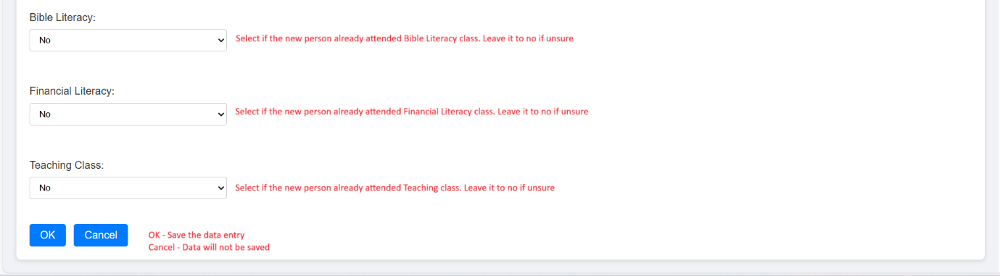 Bible Literacy:
No
Select if the new person already attended Bible Literacy class. Leave it to no if unsure
Financial Literacy:
No
Select if the new person already attended Financial Literacy class. Leave it to no if unsure
Teaching Class:
No
Select if the new person already attended Teaching class. Leave it to no if unsure
OK
Cancel
OK - Save the data entry
Cancel - Data will not be saved